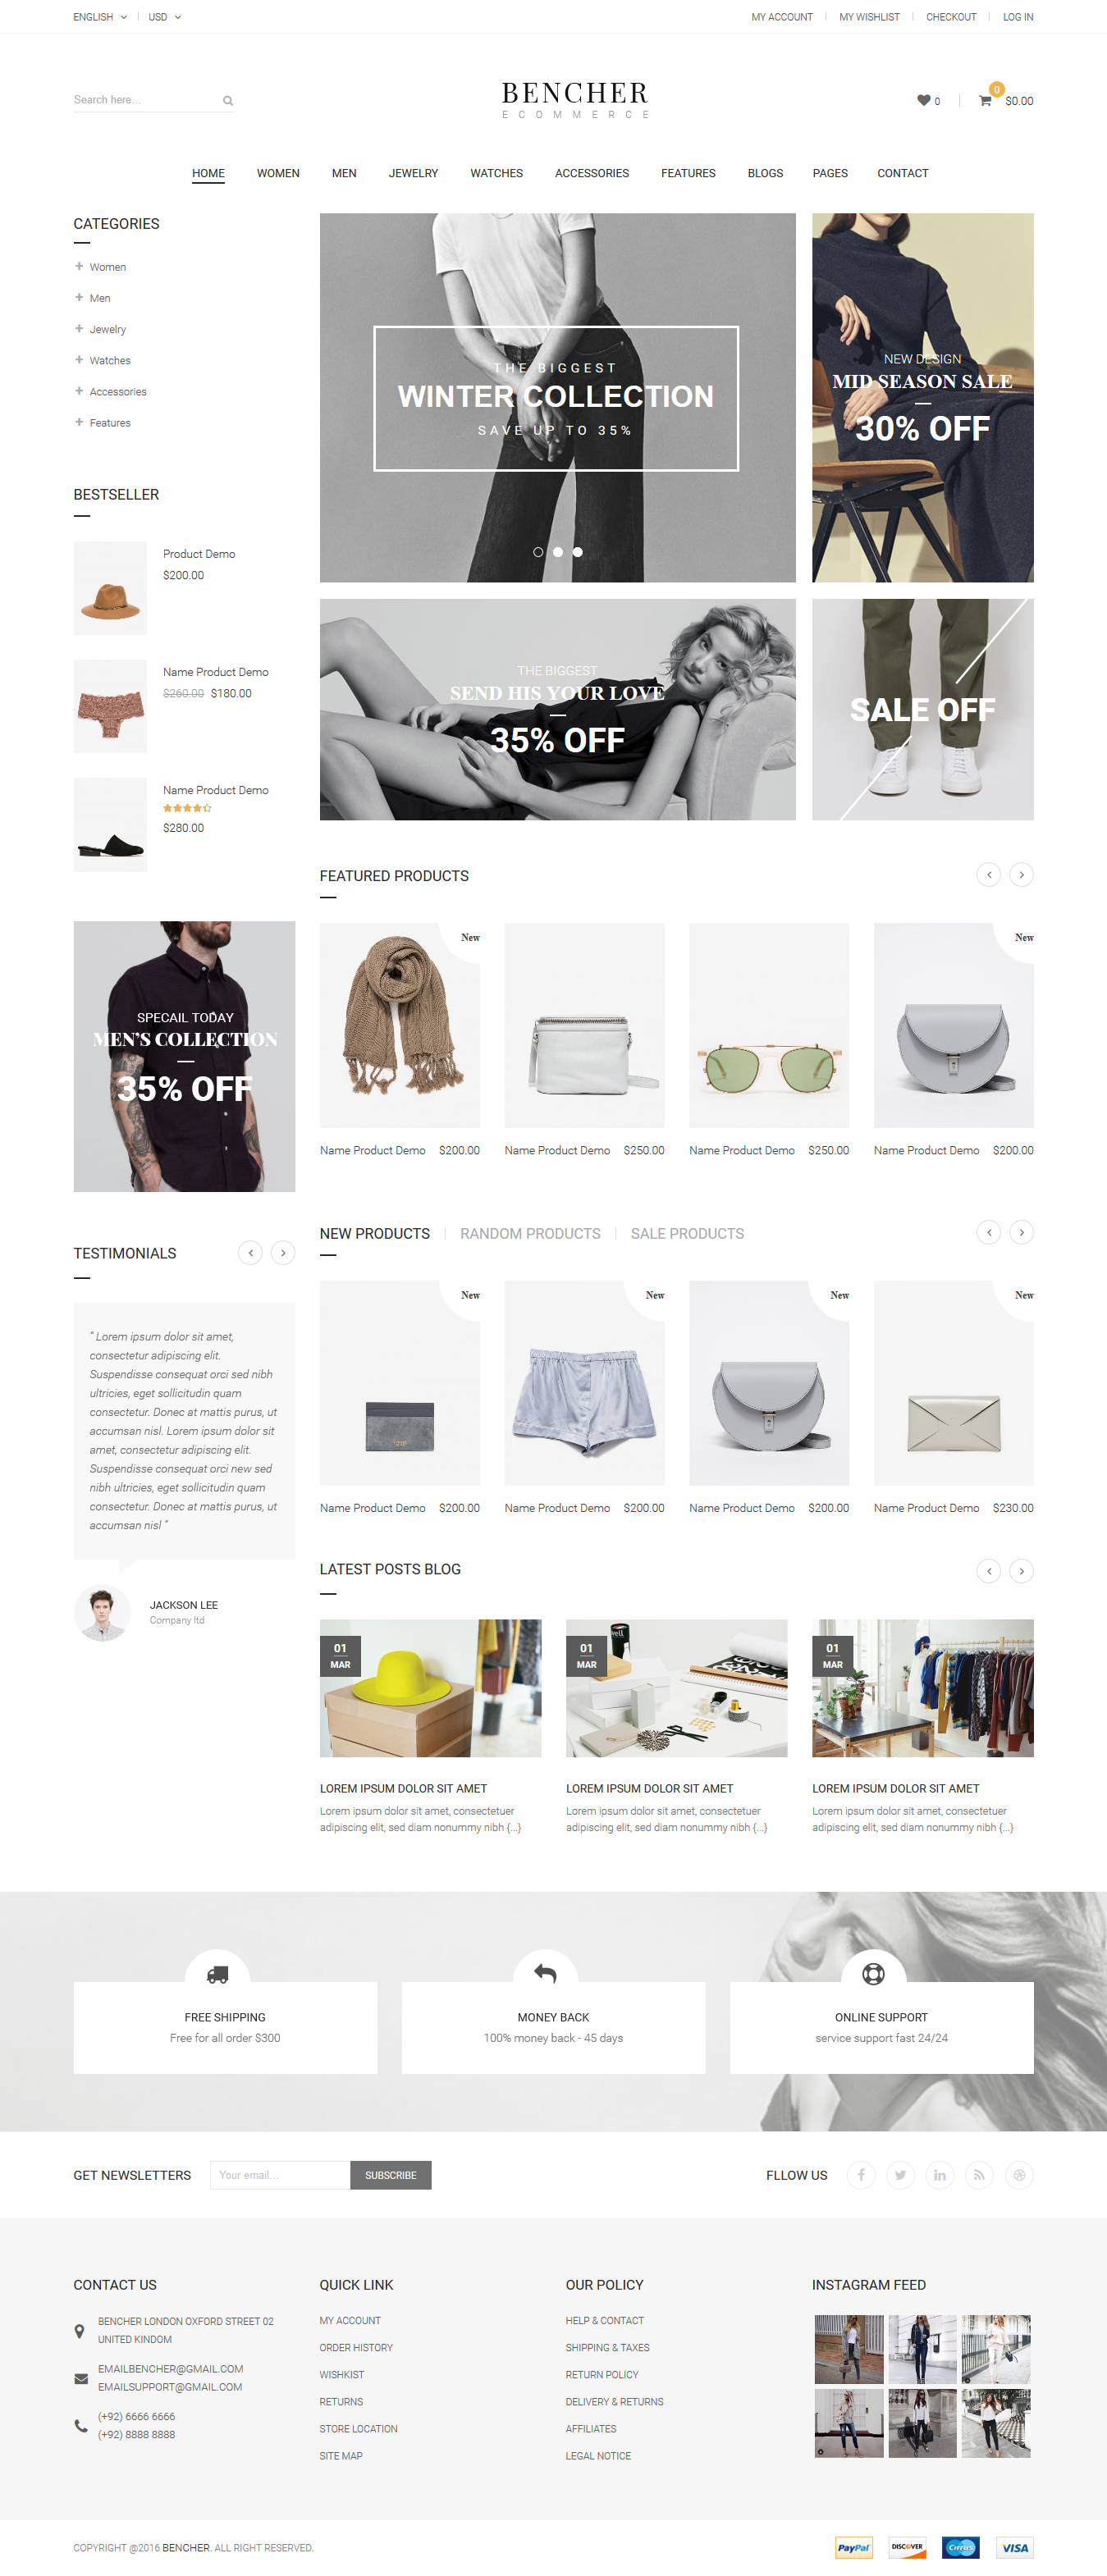 ENGLISH USD MY ACCOUNT MY WISHLIST CHECKOUT LOG IN
Search here...
BENCHER
ECOMMERCE
0 0 $0.00
HOME WOMEN MEN JEWELRY WATCHES ACCESSORIES FEATURES BLOGS PAGES CONTACT
CATEGORIES
Women
Men
Jewelry
Watches
Accessories
Features
THE BIGGEST
WINTER COLLECTION
SAVE UP TO 35%
NEW DESIGN
MID SEASON SALE
30% OFF
BESTSELLER
Product Demo
$200.00
Name Product Demo
$260.00 $180.00
Name Product Demo
$280.00
THE BIGGEST
SEND HIS YOUR LOVE
35% OFF
SALE OFF
SPECAIL TODAY
MEN'S COLLECTION
35% OFF
FEATURED PRODUCTS
New
New
Name Product Demo $200.00
Name Product Demo $250.00
Name Product Demo $250.00
Name Product Demo $200.00
NEW PRODUCTS RANDOM PRODUCTS SALE PRODUCTS
New
New
New
New
Name Product Demo $200.00
Name Product Demo $200.00
Name Product Demo $200.00
Name Product Demo $230.00
TESTIMONIALS
" Lorem ipsum dolor sit amet,
consectetur adipiscing elit.
Suspendisse consequat orci sed nibh
ultricies, eget sollicitudin quam
consectetur. Donec at mattis purus, ut
accumsan nisl. Lorem ipsum dolor sit
amet, consectetur adipiscing elit.
Suspendisse consequat orci new sed
nibh ultricies, eget sollicitudin quam
consectetur. Donec at mattis purus, ut
accumsan nisl "
JACKSON LEE
Company ltd
LATEST POSTS BLOG
01
MAR
LOREM IPSUM DOLOR SIT AMET
Lorem ipsum dolor sit amet, consectetuer
adipiscing elit, sed diam nonummy nibh {...}
01
MAR
LOREM IPSUM DOLOR SIT AMET
Lorem ipsum dolor sit amet, consectetuer
adipiscing elit, sed diam nonummy nibh {...}
01
MAR
LOREM IPSUM DOLOR SIT AMET
Lorem ipsum dolor sit amet, consectetuer
adipiscing elit, sed diam nonummy nibh {...}
FREE SHIPPING
Free for all order $300
MONEY BACK
100% money back - 45 days
ONLINE SUPPORT
service support fast 24/24
GET NEWSLETTERS Your email... SUBSCRIBE FLLOW US
CONTACT US
BENCHER LONDON OXFORD STREET 02
UNITED KINDOM
EMAILBENCHER@GMAIL.COM
EMAILSUPPORT@GMAIL.COM
(+92) 6666 6666
(+92) 8888 8888
QUICK LINK
MY ACCOUNT
ORDER HISTORY
WISHKIST
RETURNS
STORE LOCATION
SITE MAP
OUR POLICY
HELP & CONTACT
SHIPPING & TAXES
RETURN POLICY
DELIVERY & RETURNS
AFFILIATES
LEGAL NOTICE
INSTAGRAM FEED
COPYRIGHT @2016 BENCHER. ALL RIGHT RESERVED.
PayPal DISCOVER Cirrus VISA